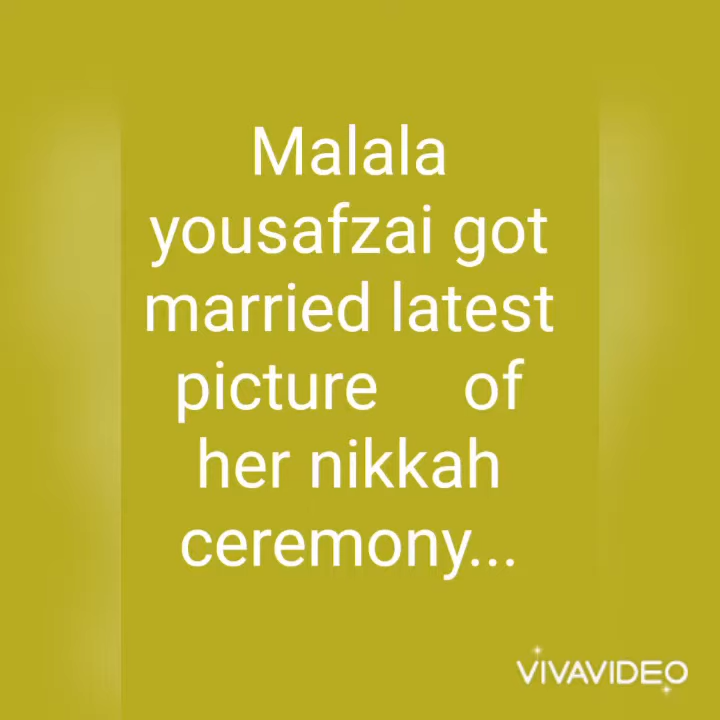 Malala
yousafzai got
married latest
picture of
her nikkah
ceremony...
VIVAVIDEO